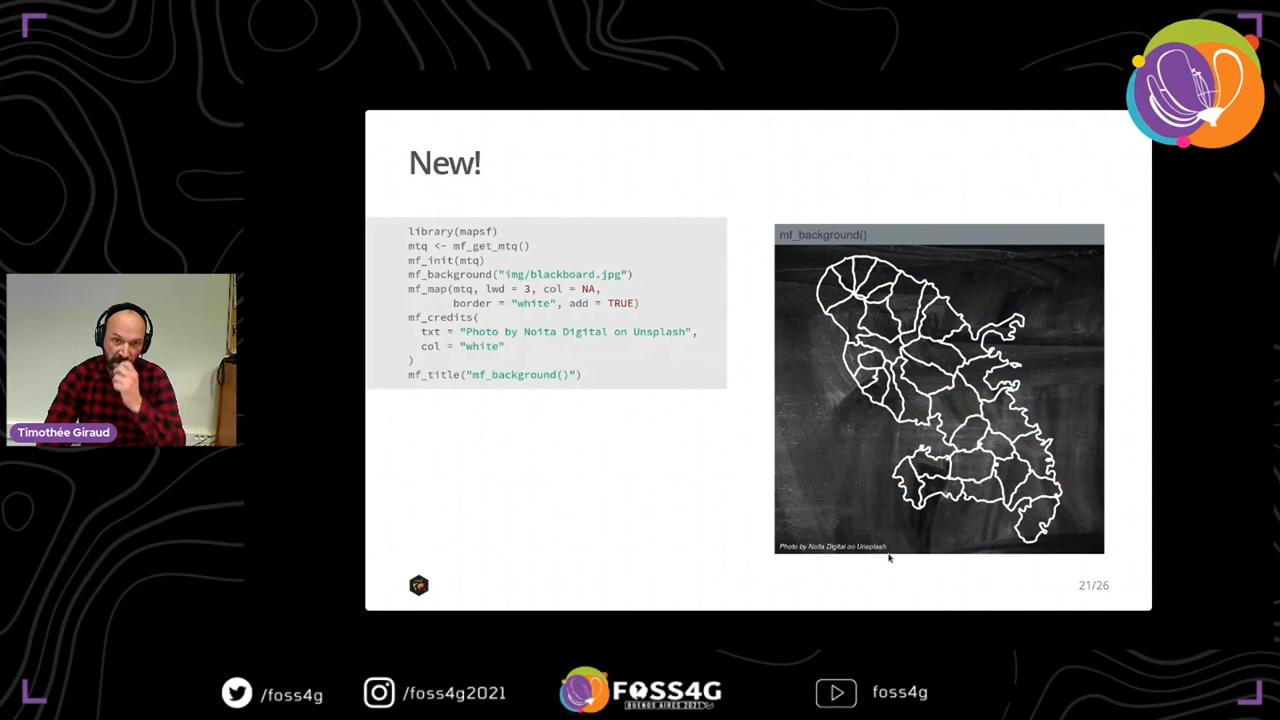 New!
library(mapsf)
mtq <- mf_get_mtq()
mf_init(mtq)
mf_background("img/blackboard.jpg")
mf_map(mtq, lwd = 3, col = NA,
border = "white", add = TRUE)
mf_credits(
txt = "Photo by Noita Digital on Unsplash",
col = "white"
)
mf_title("mf_background()")
mf_background()
Photo by Noita Digital on Unsplash
21/26
Timothée Giraud
/foss4g
/foss4g2021
FOSS4G
BUENOS AIRES 2021
foss4g